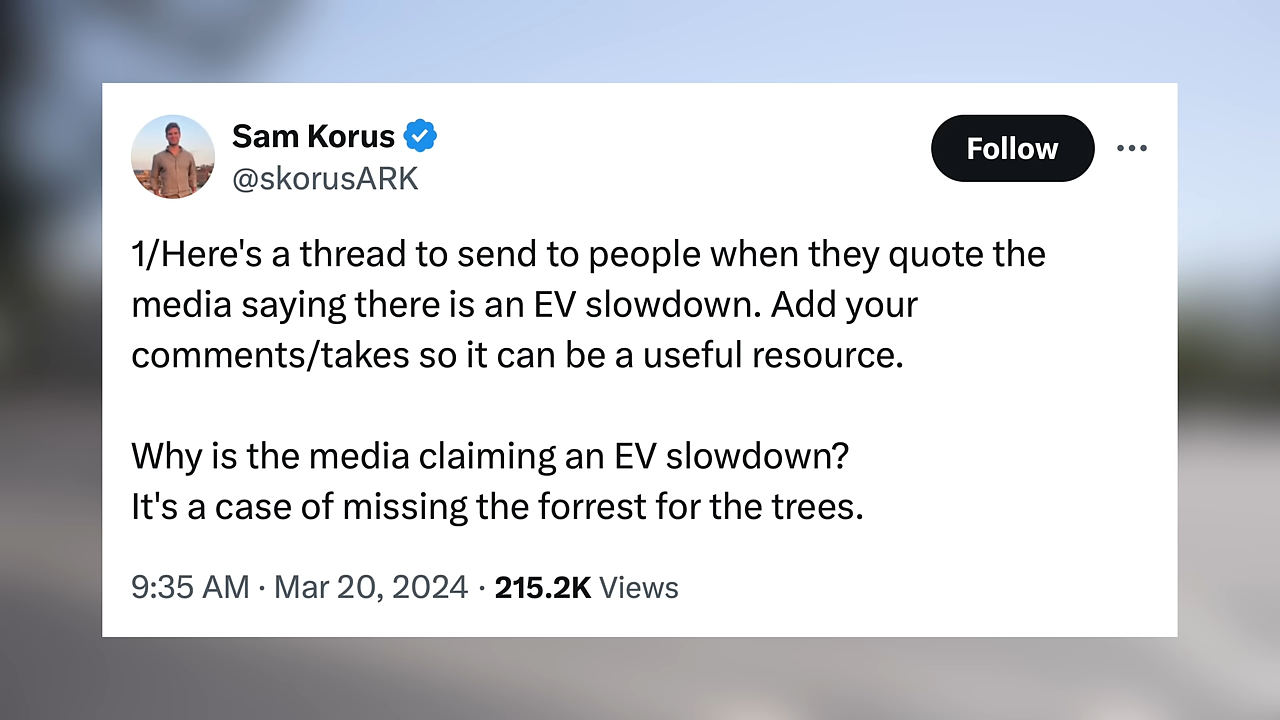 Sam Korus
@skorusARK
Follow
1/Here's a thread to send to people when they quote the
media saying there is an EV slowdown. Add your
comments/takes so it can be a useful resource.
Why is the media claiming an EV slowdown?
It's a case of missing the forrest for the trees.
9:35 AM · Mar 20, 2024 · 215.2K Views